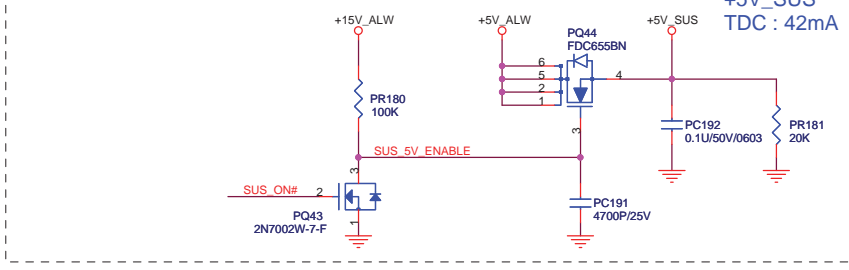 +5V_SUS
TDC : 42mA
+15V_ALW
+5V_ALW
+5V_SUS
PQ44
FDC655BN
6
5
2
1
4
3
PR180
100K
PC192
0.1U/50V/0603
PR181
20K
SUS_5V_ENABLE
3
SUS_ON#
2
1
PQ43
2N7002W-7-F
PC191
4700P/25V